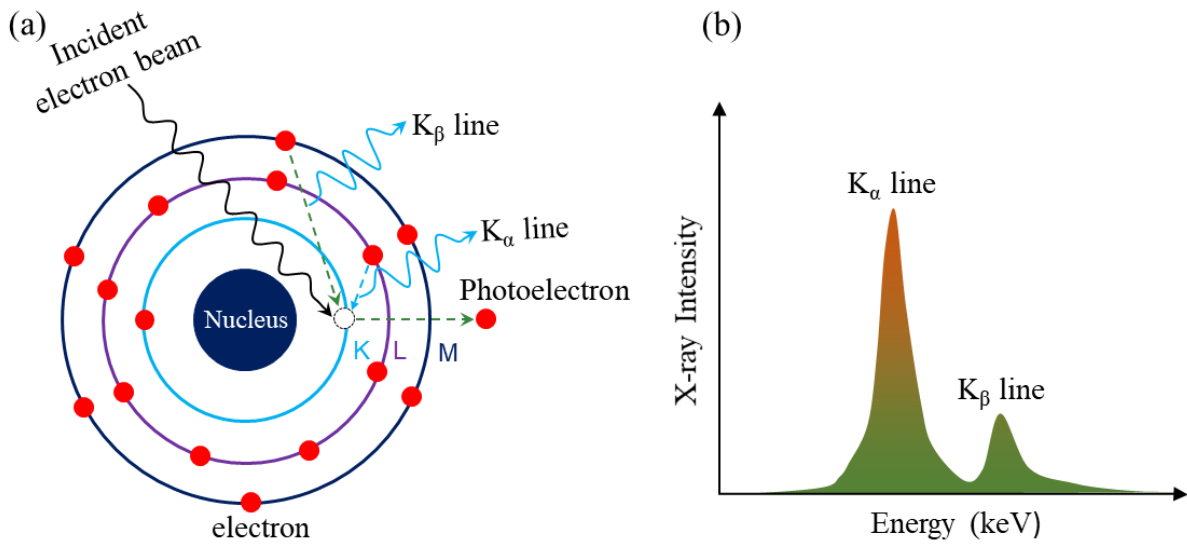 (a)
Incident
electron beam
Kβ line
Kα line
Photoelectron
Nucleus
K L M
electron
(b)
X-ray Intensity
Kα line
Kβ line
Energy (keV)